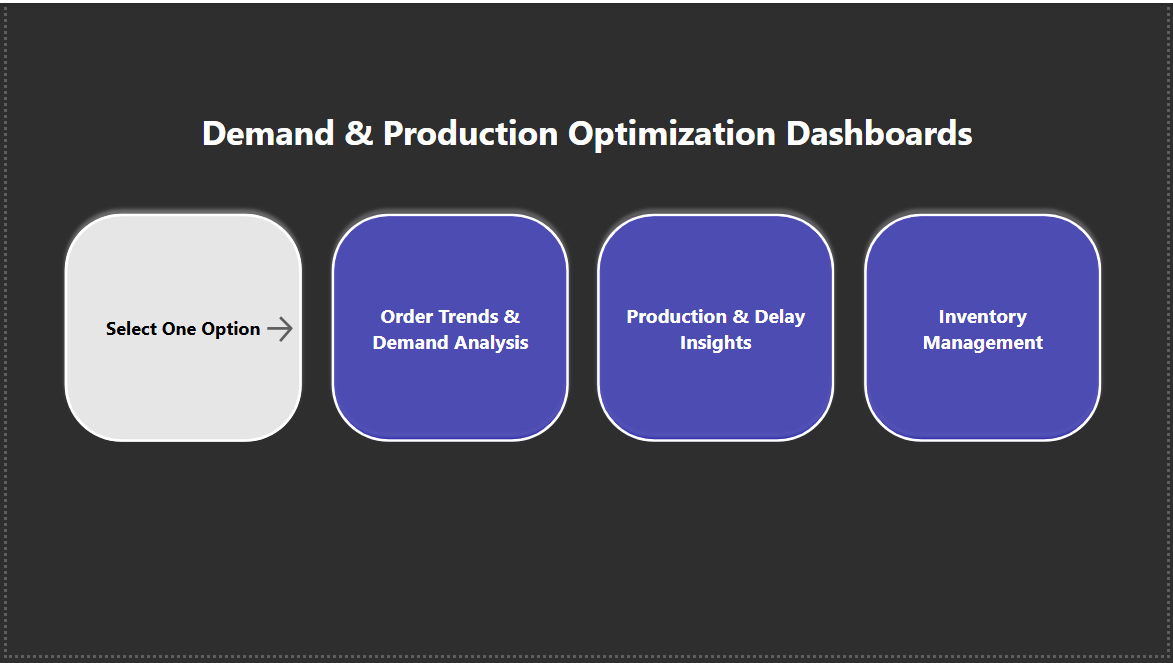 Demand & Production Optimization Dashboards
Select One Option
Order Trends &
Demand Analysis
Production & Delay
Insights
Inventory
Management